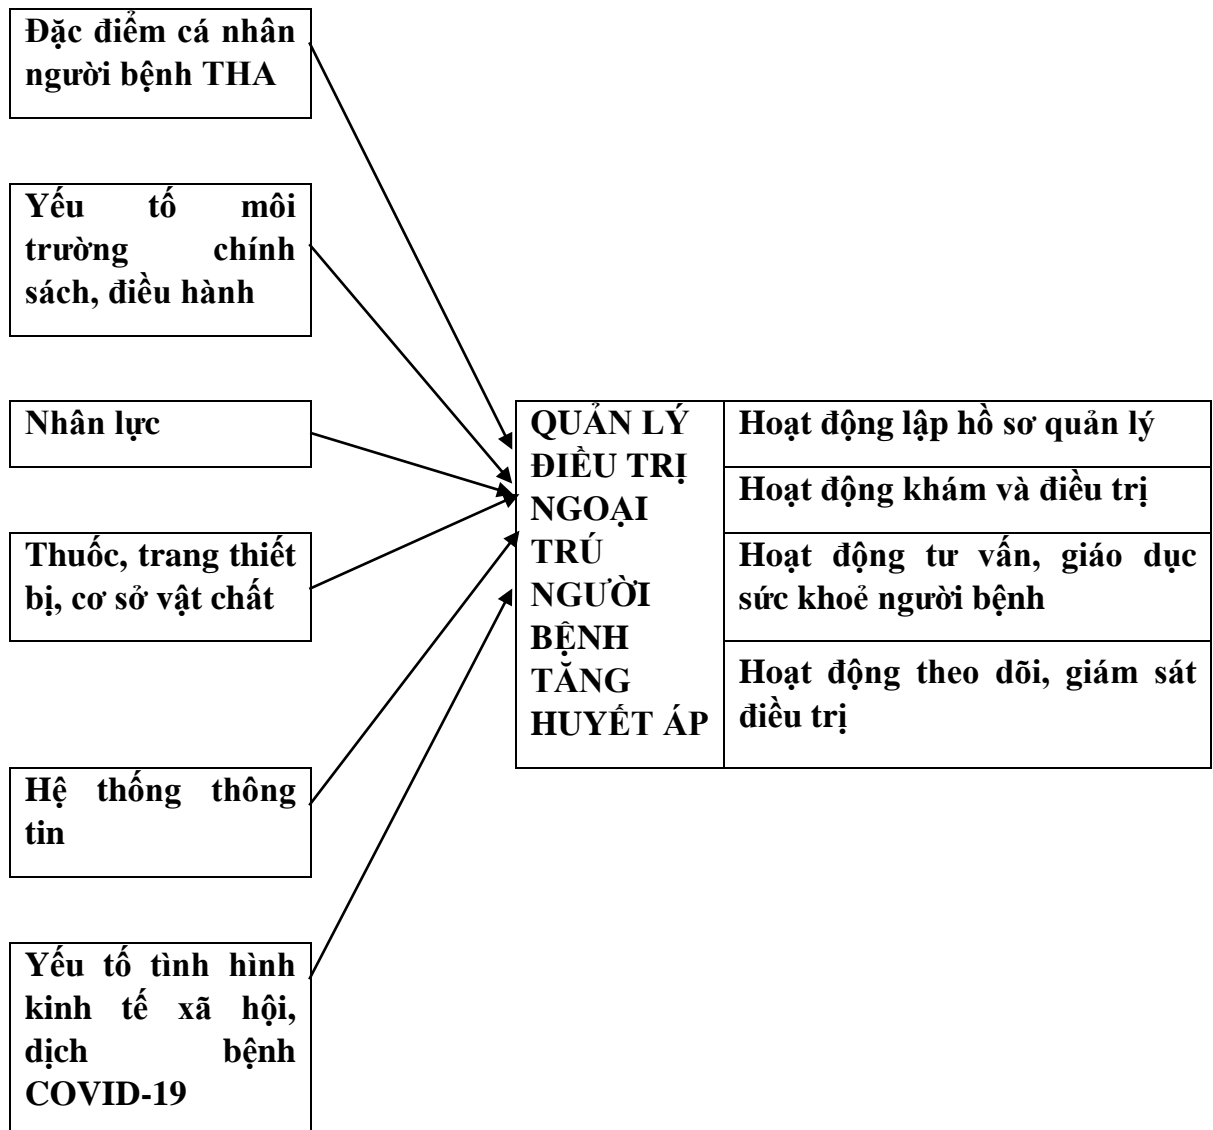 Đặc điểm cá nhân
người bệnh THA
Yếu tố môi
trường chính
sách, điều hành
Nhân lực
Thuốc, trang thiết
bị, cơ sở vật chất
Hệ thống thông
tin
Yếu tố tình hình
kinh tế xã hội,
dịch bệnh
COVID-19
QUẢN LÝ
ĐIỀU TRỊ
NGOẠI
TRÚ
NGƯỜI
BỆNH
TĂNG
HUYẾT ÁP
Hoạt động lập hồ sơ quản lý
Hoạt động khám và điều trị
Hoạt động tư vấn, giáo dục
sức khoẻ người bệnh
Hoạt động theo dõi, giám sát
điều trị